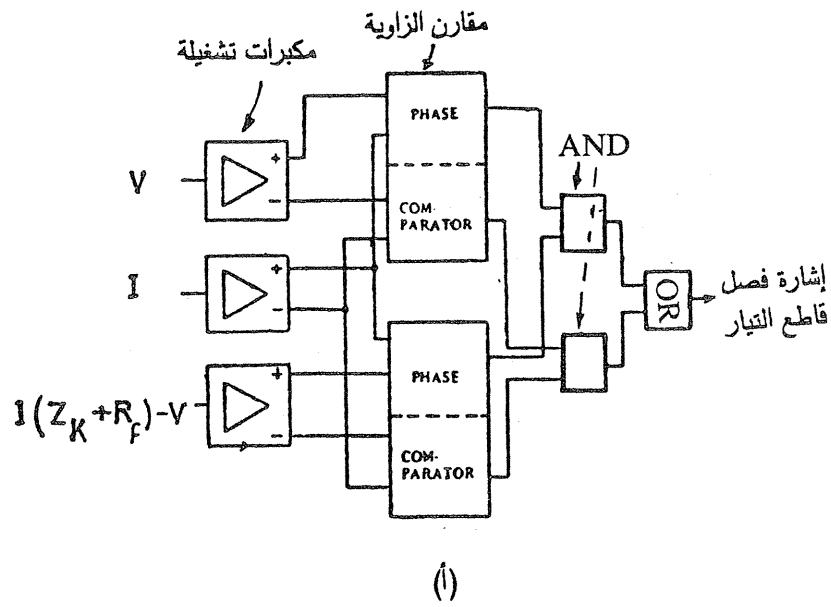 مقارن الزاوية
مكبرات تشغيلة
PHASE
COM-
PARATOR
AND
V
I
I(Z_K+R_f)-V
+
-
+
-
+
-
PHASE
COM-
PARATOR
OR
إشارة فصل
قاطع التيار
(أ)